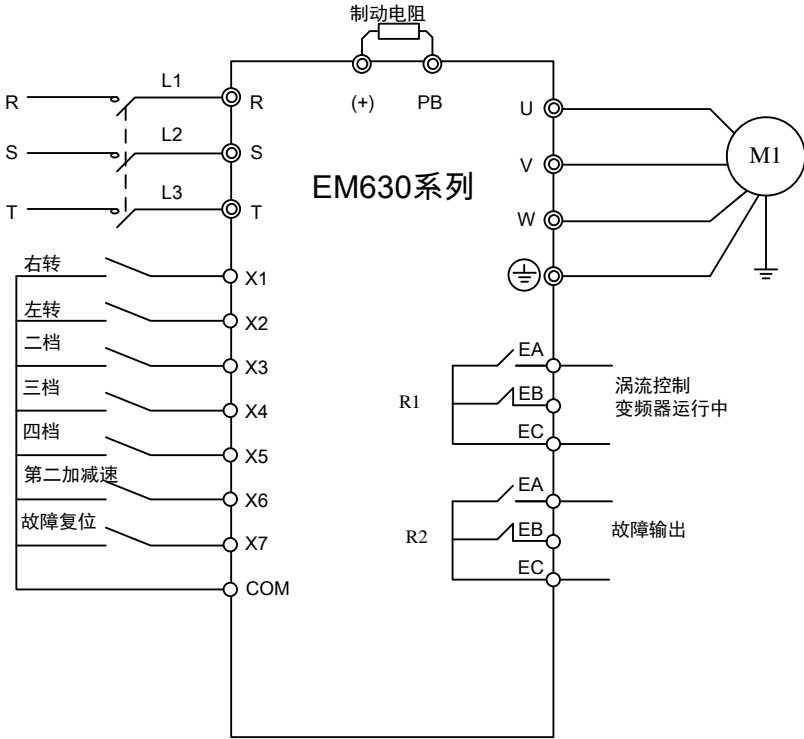 制动电阻
(+)
PB
R
L1
R
S
L2
S
T
L3
T
EM630系列
U
V
W
M1
右转
X1
左转
X2
二档
X3
三档
X4
四档
X5
第二加减速
X6
故障复位
X7
COM
R1
EA
EB
EC
涡流控制
变频器运行中
R2
EA
EB
EC
故障输出